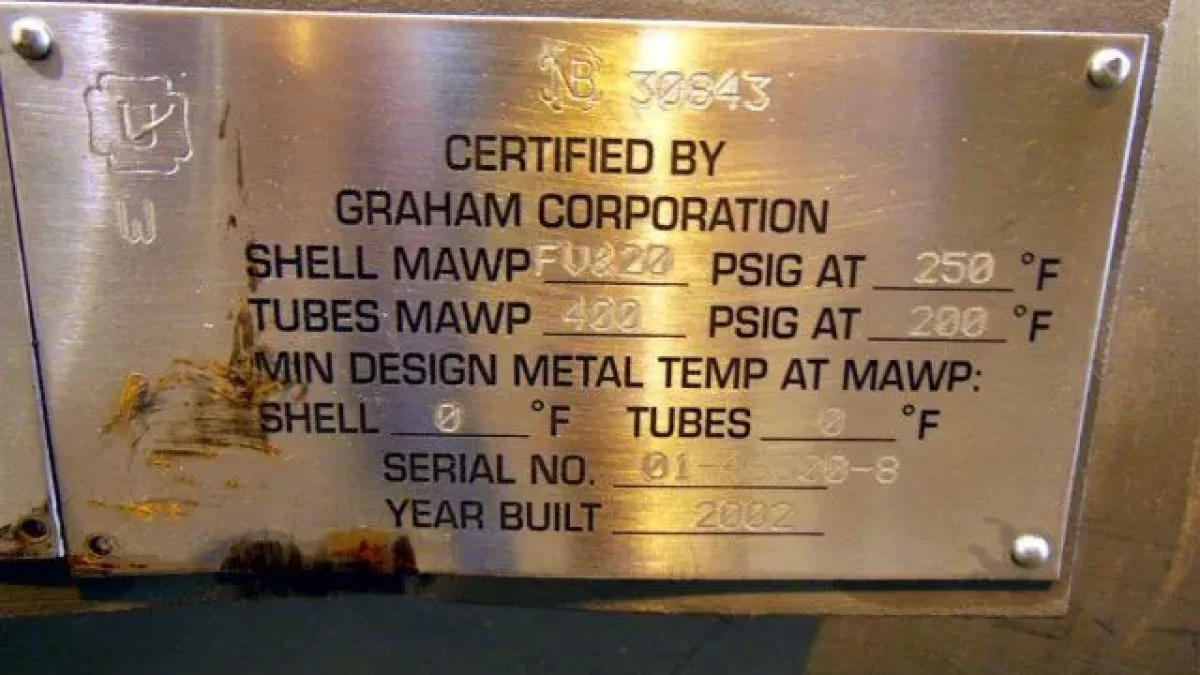 NB 30843
U
W
CERTIFIED BY
GRAHAM CORPORATION
SHELL MAWP FV&20 PSIG AT 250 °F
TUBES MAWP 400 PSIG AT 200 °F
MIN DESIGN METAL TEMP AT MAWP:
SHELL 0 °F TUBES 0 °F
SERIAL NO.
YEAR BUILT 2002